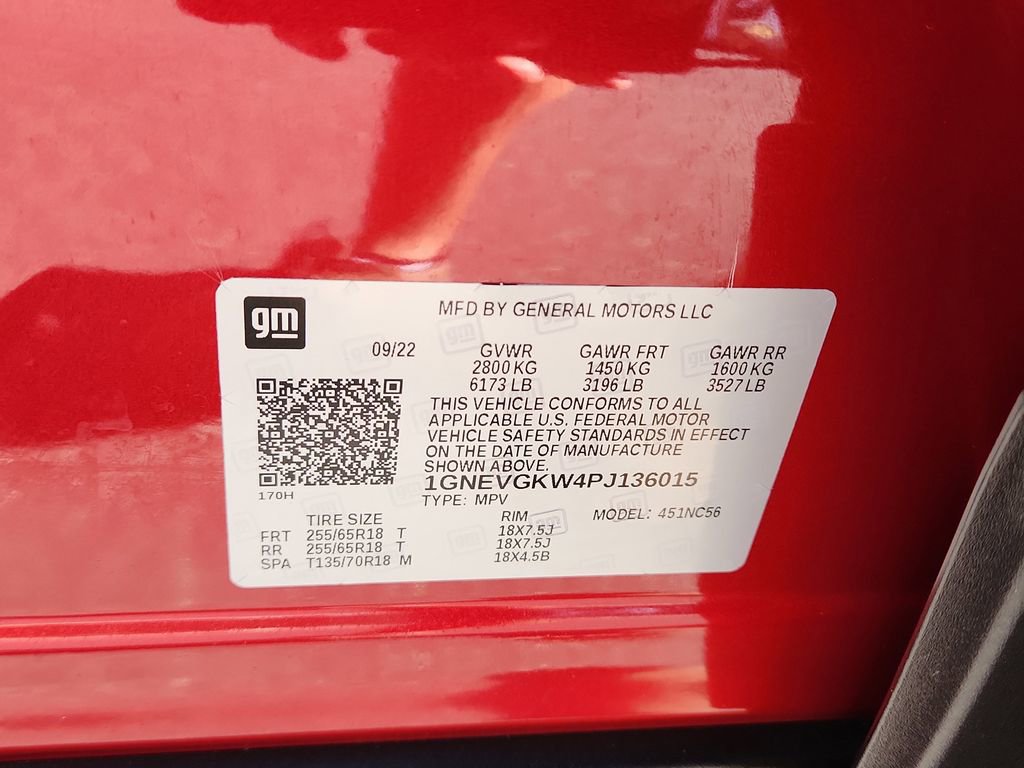 gm
MFD BY GENERAL MOTORS LLC
09/22 GVWR GAWR FRT GAWR RR
2800 KG 1450 KG 1600 KG
6173 LB 3196 LB 3527 LB
THIS VEHICLE CONFORMS TO ALL
APPLICABLE U.S. FEDERAL MOTOR
VEHICLE SAFETY STANDARDS IN EFFECT
ON THE DATE OF MANUFACTURE
SHOWN ABOVE.
170H
1GNEVGKW4PJ136015
TYPE: MPV
TIRE SIZE RIM MODEL: 451NC56
FRT 255/65R18 T 18X7.5J
RR 255/65R18 T 18X7.5J
SPA T135/70R18 M 18X4.5B